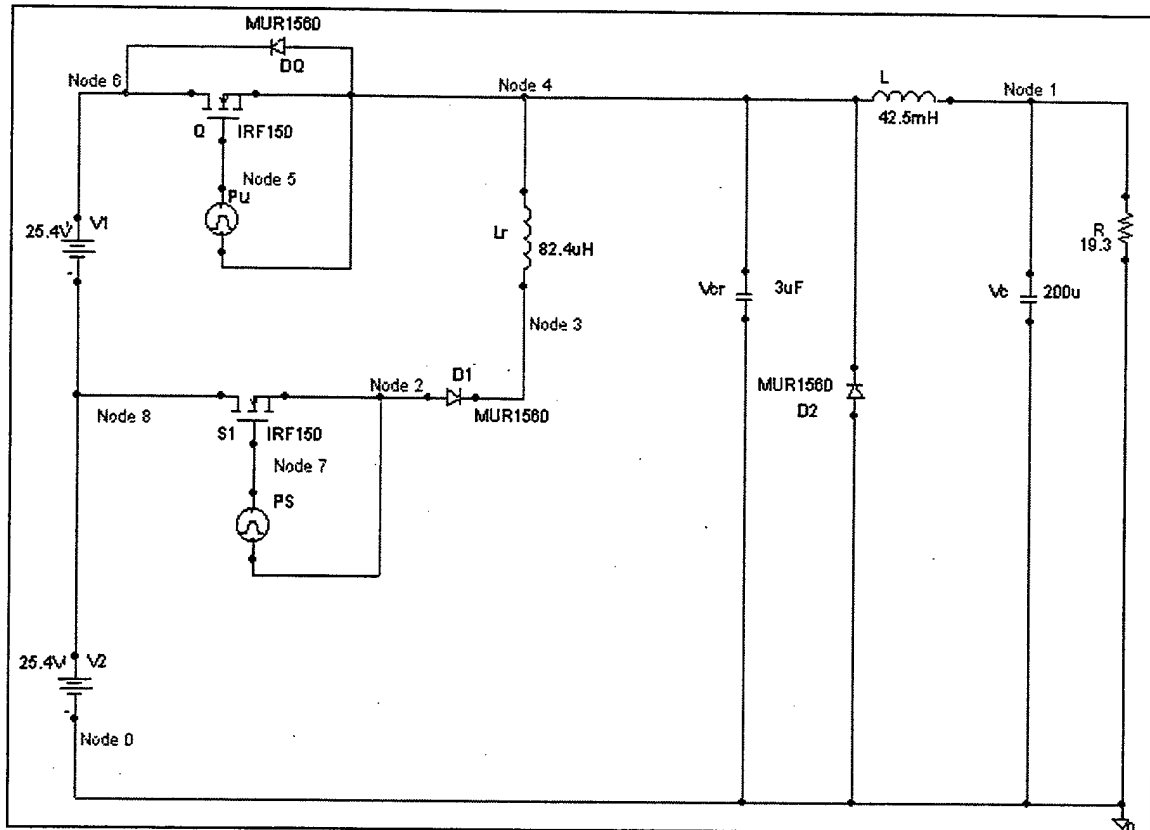 MUR1560
DQ
Node 6
Node 4
L
Node 1
42.5mH
Q
IRF150
Node 5
PQ
25.4V
V1
Lr
82.4uH
R
19.3
Vcr
3uF
Vc
200u
Node 3
D1
Node 2
MUR1560
Node 8
S1
IRF150
MUR1560
D2
Node 7
PS
25.4V
V2
-
Node 0